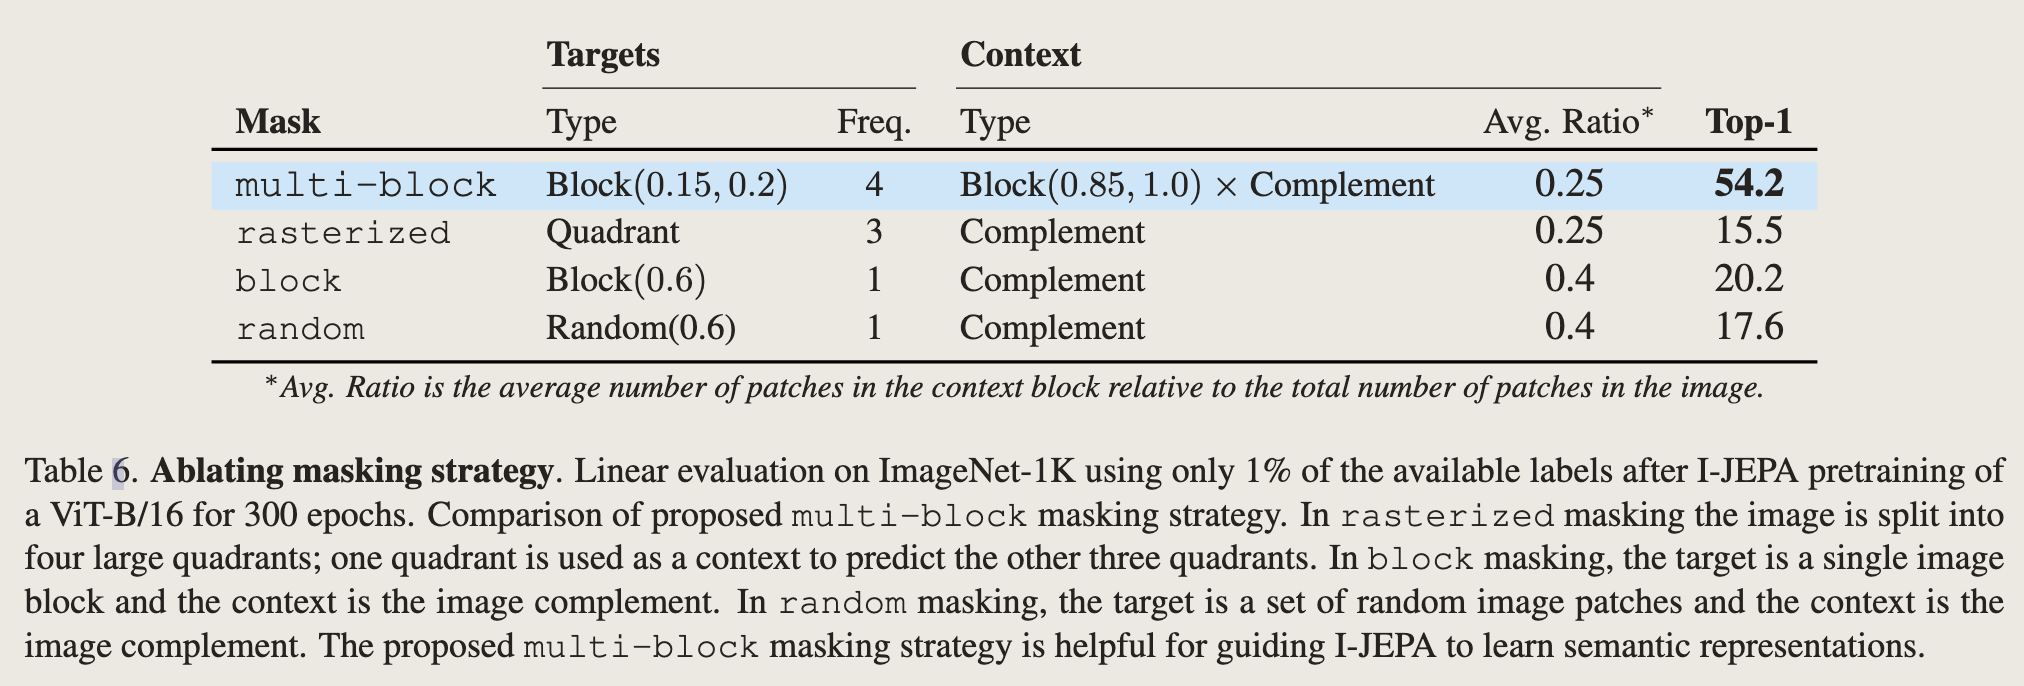 Targets Context
Mask Type Freq. Type Avg. Ratio* Top-1
multi-block Block(0.15, 0.2) 4 Block(0.85, 1.0) × Complement 0.25 54.2
rasterized Quadrant 3 Complement 0.25 15.5
block Block(0.6) 1 Complement 0.4 20.2
random Random(0.6) 1 Complement 0.4 17.6
*Avg. Ratio is the average number of patches in the context block relative to the total number of patches in the image.
Table 6. Ablating masking strategy. Linear evaluation on ImageNet-1K using only 1% of the available labels after I-JEPA pretraining of
a ViT-B/16 for 300 epochs. Comparison of proposed multi-block masking strategy. In rasterized masking the image is split into
four large quadrants; one quadrant is used as a context to predict the other three quadrants. In block masking, the target is a single image
block and the context is the image complement. In random masking, the target is a set of random image patches and the context is the
image complement. The proposed multi-block masking strategy is helpful for guiding I-JEPA to learn semantic representations.